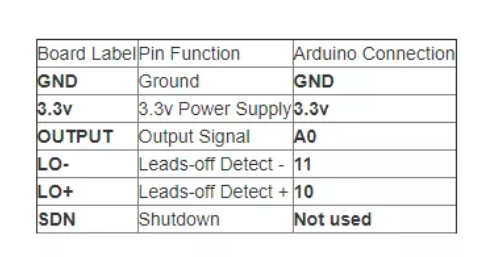 Board Label Pin Function Arduino Connection
GND Ground GND
3.3v 3.3v Power Supply 3.3v
OUTPUT Output Signal A0
LO- Leads-off Detect - 11
LO+ Leads-off Detect + 10
SDN Shutdown Not used